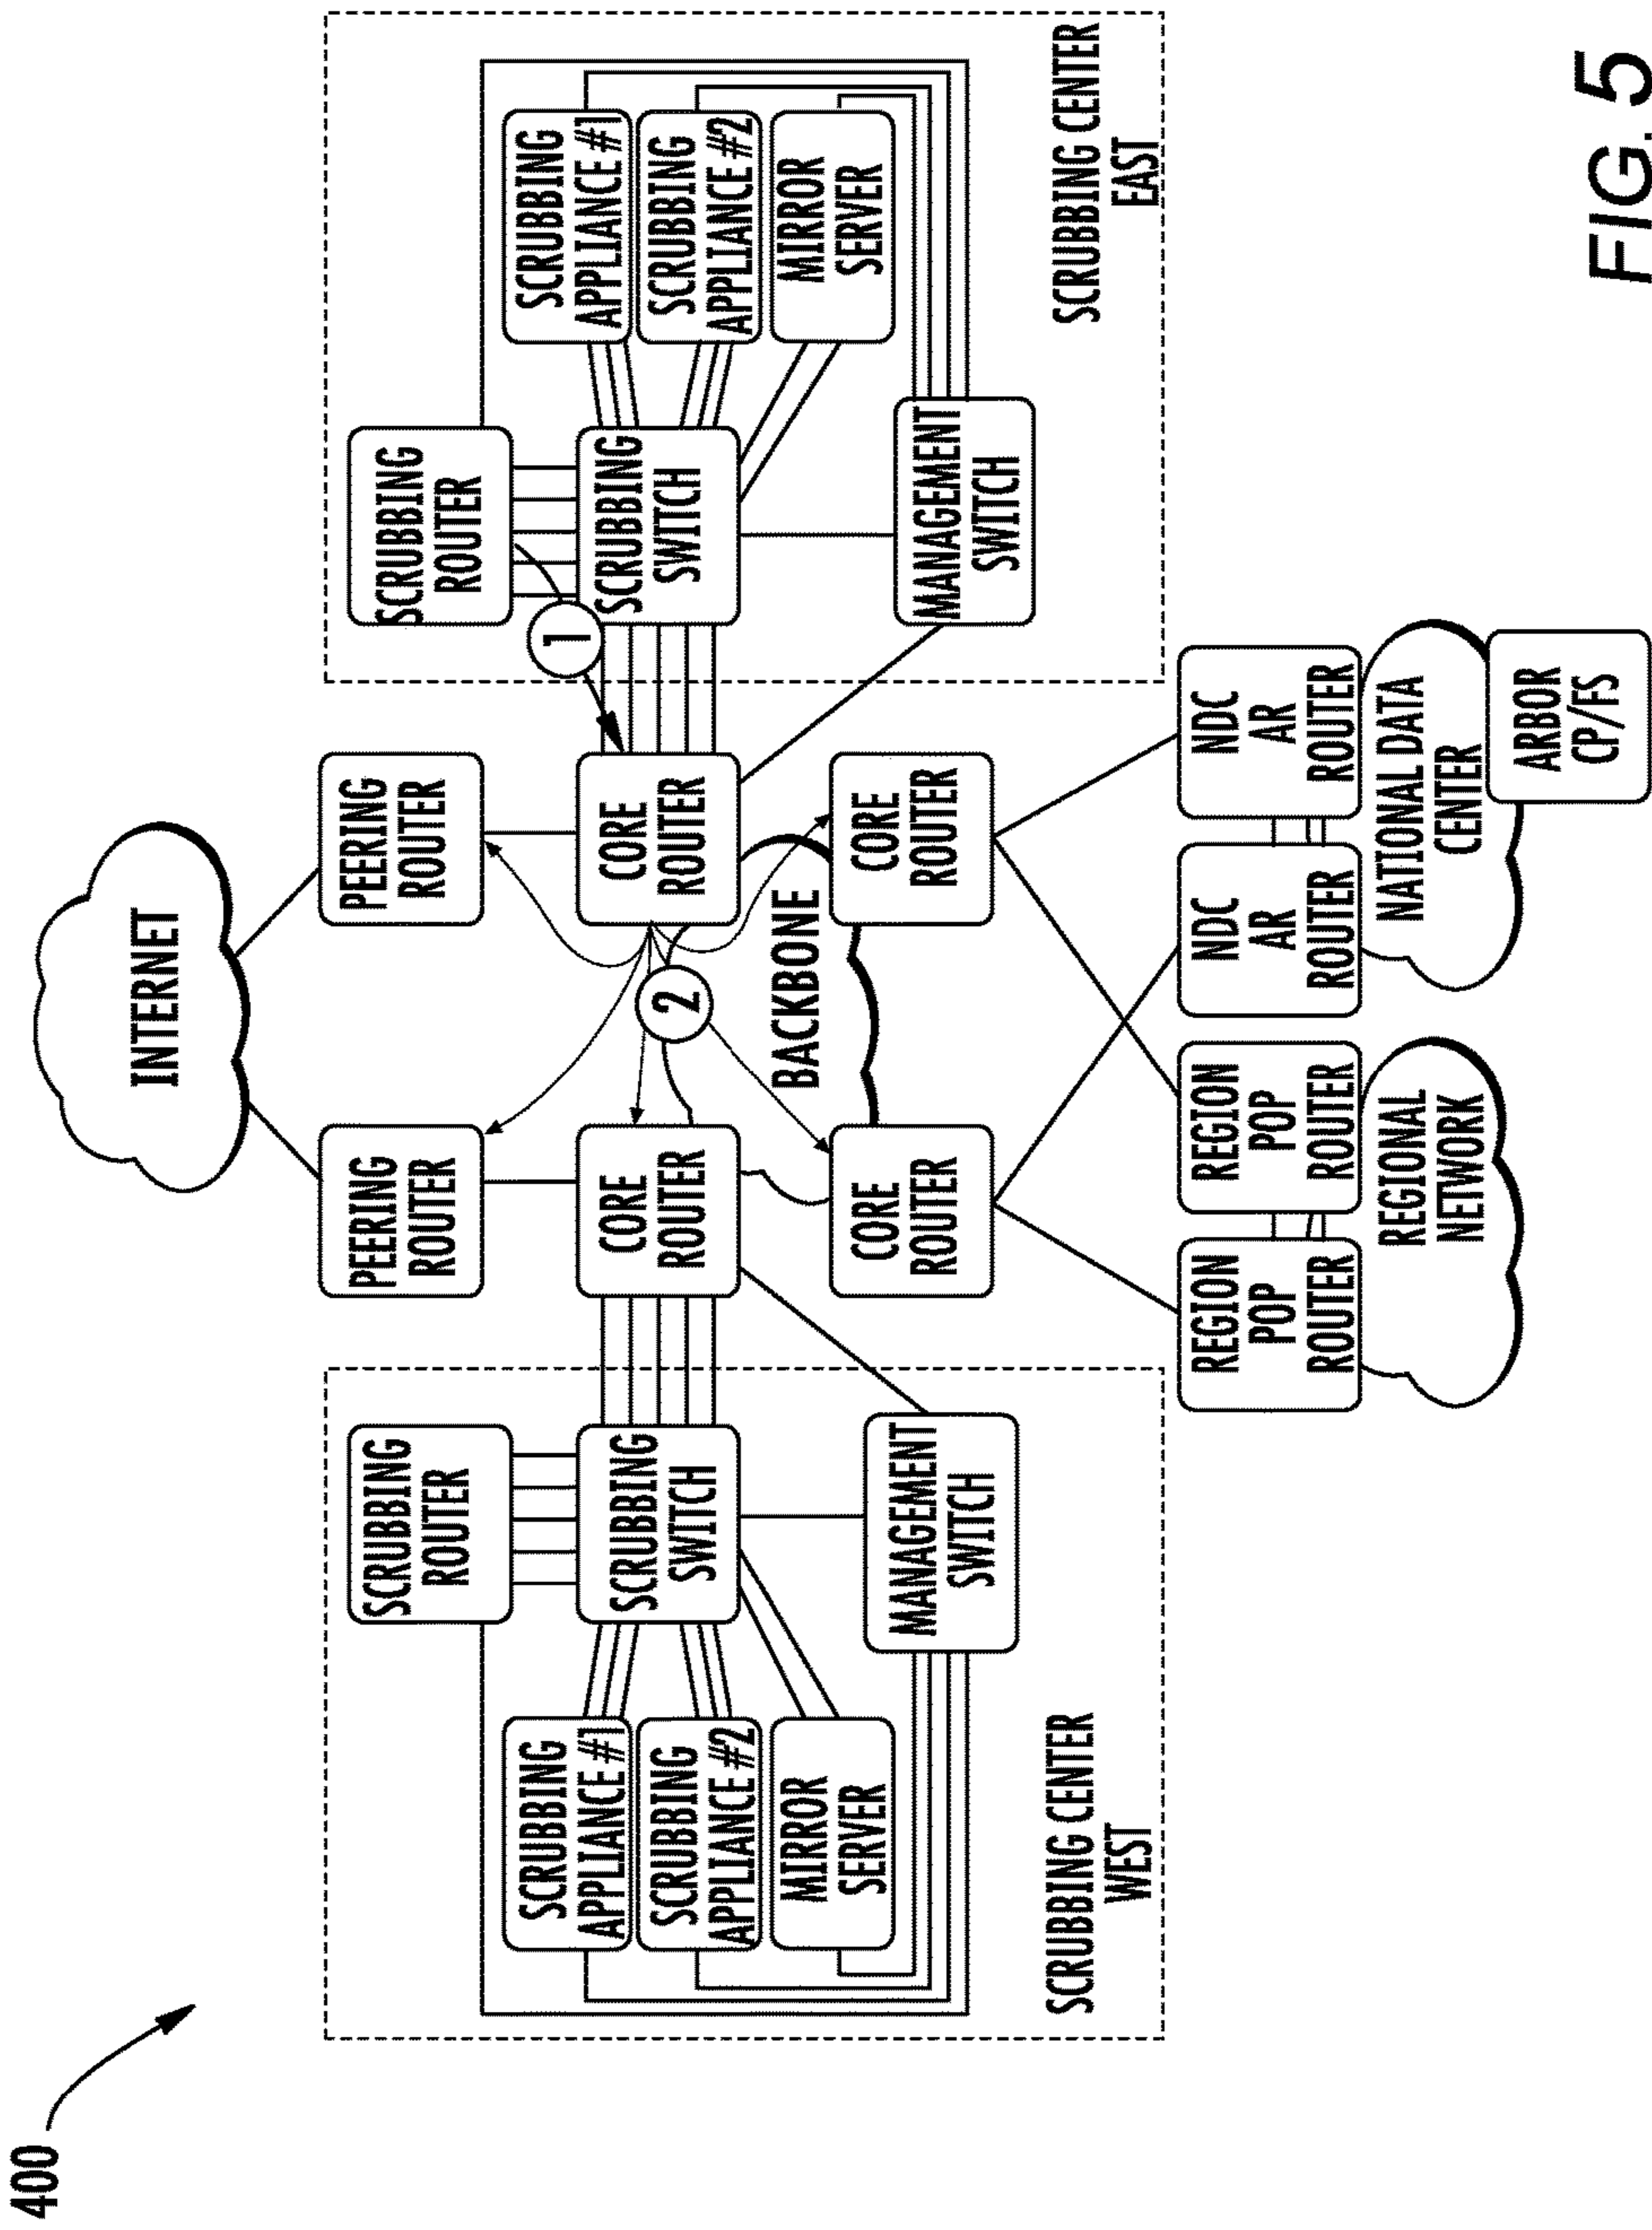 400
INTERNET
PEERING
ROUTER
PEERING
ROUTER
SCRUBBING
ROUTER
SCRUBBING
ROUTER
SCRUBBING
APPLIANCE #1
SCRUBBING
SWITCH
CORE
ROUTER
2
CORE
ROUTER
1
SCRUBBING
SWITCH
SCRUBBING
APPLIANCE #1
SCRUBBING
APPLIANCE #2
SCRUBBING
APPLIANCE #2
MIRROR
SERVER
BACKBONE
MIRROR
SERVER
MANAGEMENT
SWITCH
CORE
ROUTER
CORE
ROUTER
MANAGEMENT
SWITCH
SCRUBBING CENTER
WEST
SCRUBBING CENTER
EAST
REGION
POP
ROUTER
REGION
POP
ROUTER
NDC
AR
ROUTER
NDC
AR
ROUTER
REGIONAL
NETWORK
NATIONAL DATA
CENTER
ARBOR
CP/FS
FIG. 5